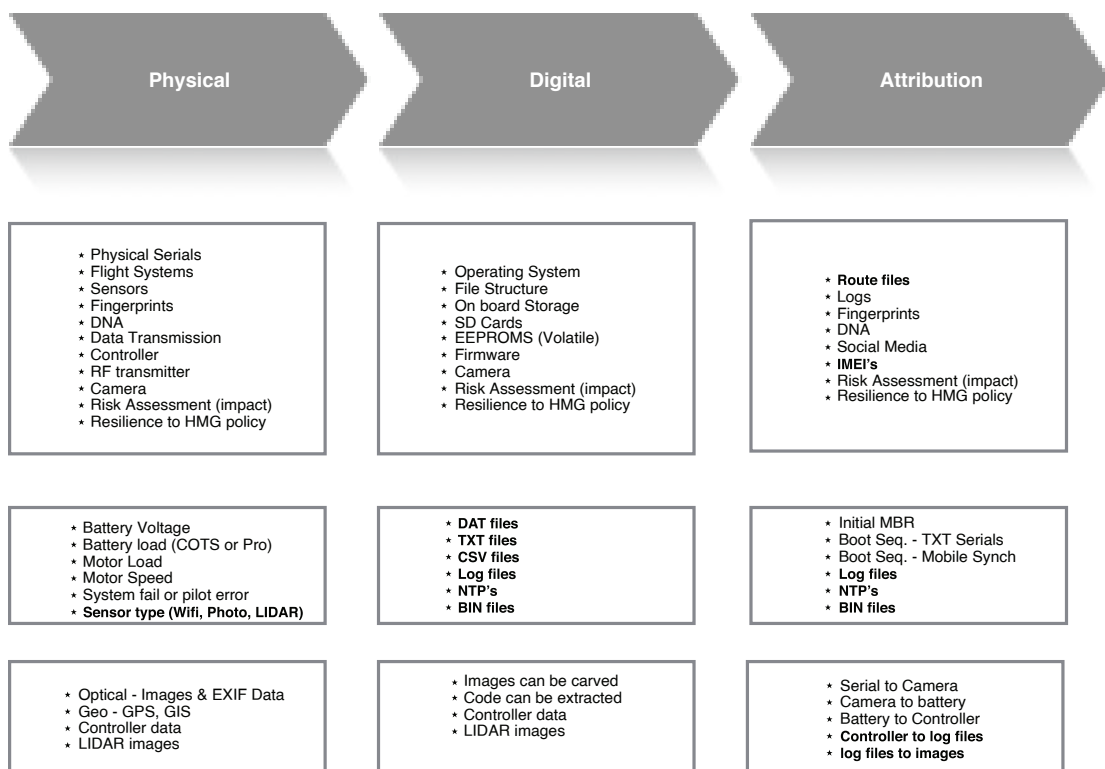 Physical
Digital
Attribution
* Physical Serials
* Flight Systems
* Sensors
* Fingerprints
* DNA
* Data Transmission
* Controller
* RF transmitter
* Camera
* Risk Assessment (impact)
* Resilience to HMG policy
* Operating System
* File Structure
* On board Storage
* SD Cards
* EEPROMS (Volatile)
* Firmware
* Camera
* Risk Assessment (impact)
* Resilience to HMG policy
* Route files
* Logs
* Fingerprints
* DNA
* Social Media
* IMEI's
* Risk Assessment (impact)
* Resilience to HMG policy
* Battery Voltage
* Battery load (COTS or Pro)
* Motor Load
* Motor Speed
* System fail or pilot error
* Sensor type (Wifi, Photo, LIDAR)
* DAT files
* TXT files
* CSV files
* Log files
* NTP's
* BIN files
* Initial MBR
* Boot Seq. - TXT Serials
* Boot Seq. - Mobile Synch
* Log files
* NTP's
* BIN files
* Optical - Images & EXIF Data
* Geo - GPS, GIS
* Controller data
* LIDAR images
* Images can be carved
* Code can be extracted
* Controller data
* LIDAR images
* Serial to Camera
* Camera to battery
* Battery to Controller
* Controller to log files
* log files to images